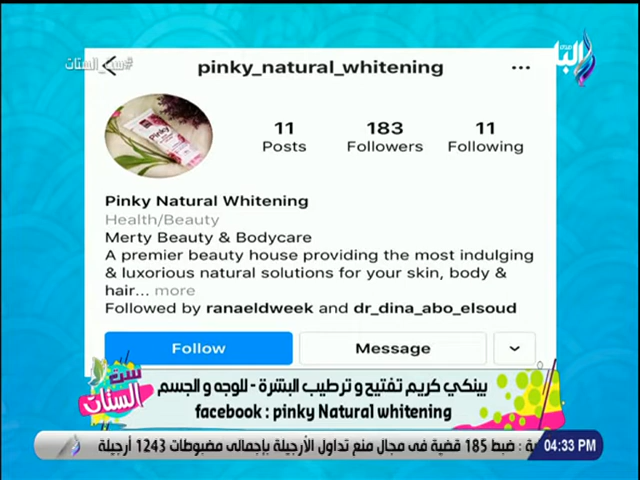 #ست_الستات
صدى
البلد
pinky_natural_whitening
11
Posts
183
Followers
11
Following
Pinky Natural Whitening
Health/Beauty
Merty Beauty & Bodycare
A premier beauty house providing the most indulging
& luxorious natural solutions for your skin, body &
hair... more
Followed by ranaeldweek and dr_dina_abo_elsoud
Follow
Message
ست
الستات
بينكي كريم تفتيح و ترطيب البشرة - للوجه و الجسم
facebook : pinky Natural whitening
: ضبط 185 قضية فى مجال منع تداول الأرجيلة بإجمالى مضبوطات 1243 أرجيلة
04:33 PM